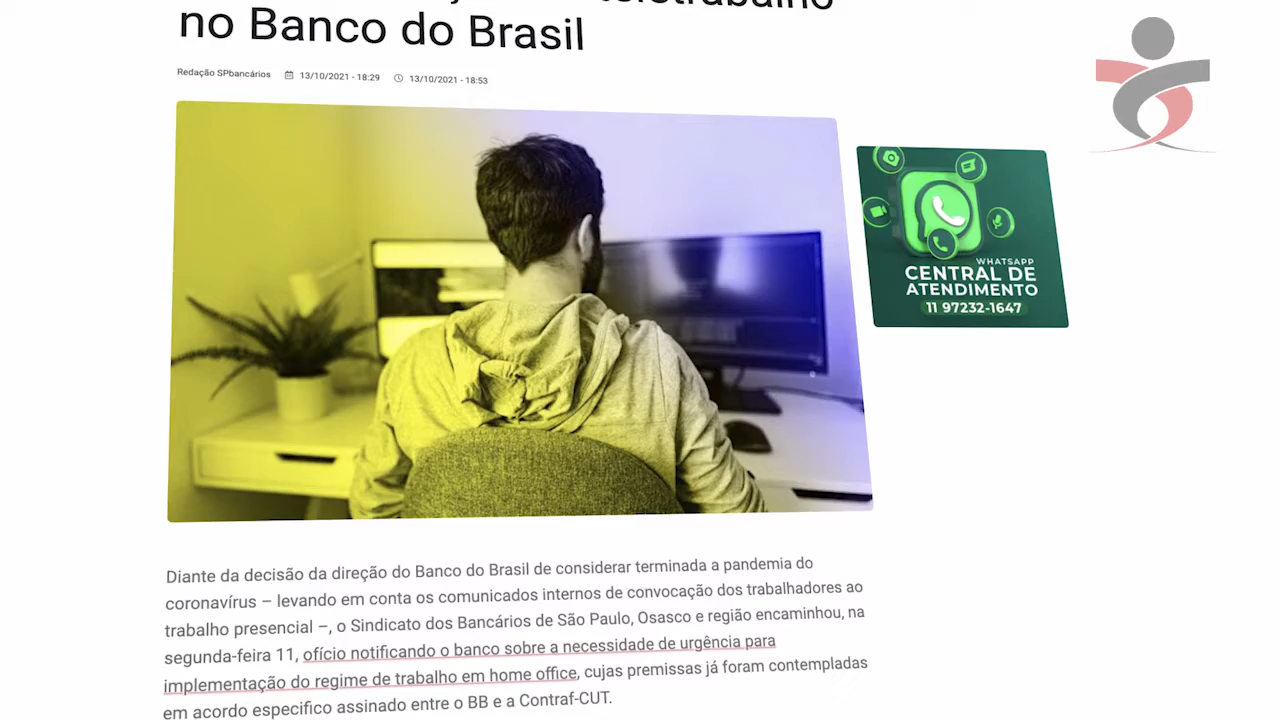 no Banco do Brasil
Redação SPbancários 13/10/2021 - 18:29 13/10/2021 - 18:53
WHATSAPP
CENTRAL DE
ATENDIMENTO
11 97232-1647
Diante da decisão da direção do Banco do Brasil de considerar terminada a pandemia do
coronavírus – levando em conta os comunicados internos de convocação dos trabalhadores ao
trabalho presencial –, o Sindicato dos Bancários de São Paulo, Osasco e região encaminhou, na
segunda-feira 11, ofício notificando o banco sobre a necessidade de urgência para
implementação do regime de trabalho em home office, cujas premissas já foram contempladas
em acordo especifico assinado entre o BB e a Contraf-CUT.